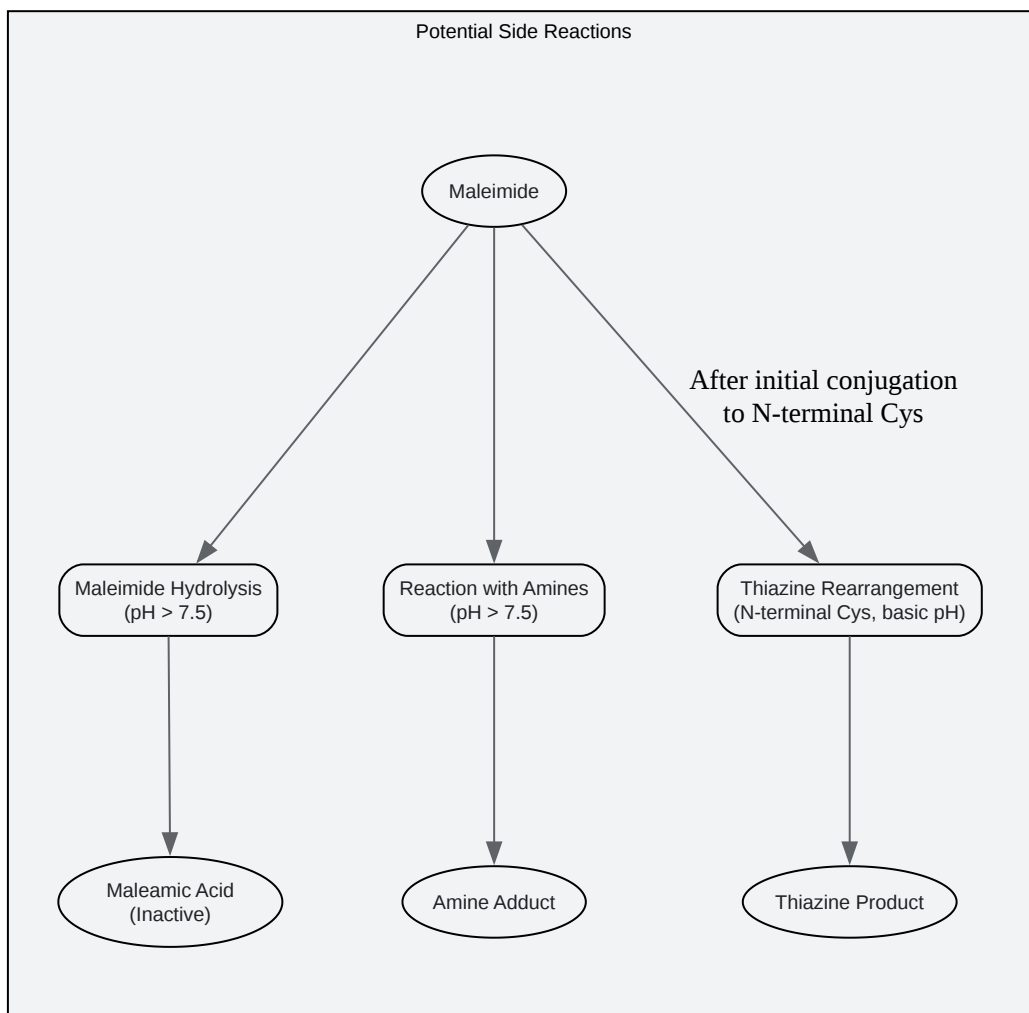 Potential Side Reactions
Maleimide
After initial conjugation
to N-terminal Cys
Maleimide Hydrolysis
(pH > 7.5)
Reaction with Amines
(pH > 7.5)
Thiazine Rearrangement
(N-terminal Cys, basic pH)
Maleamic Acid
(Inactive)
Amine Adduct
Thiazine Product